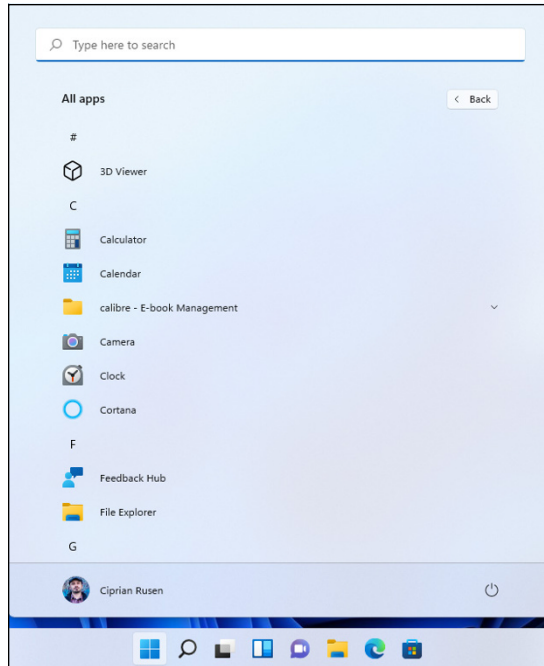 Type here to search
All apps
Back
#
3D Viewer
C
Calculator
Calendar
calibre - E-book Management
Camera
Clock
Cortana
F
Feedback Hub
File Explorer
G
Ciprian Rusen